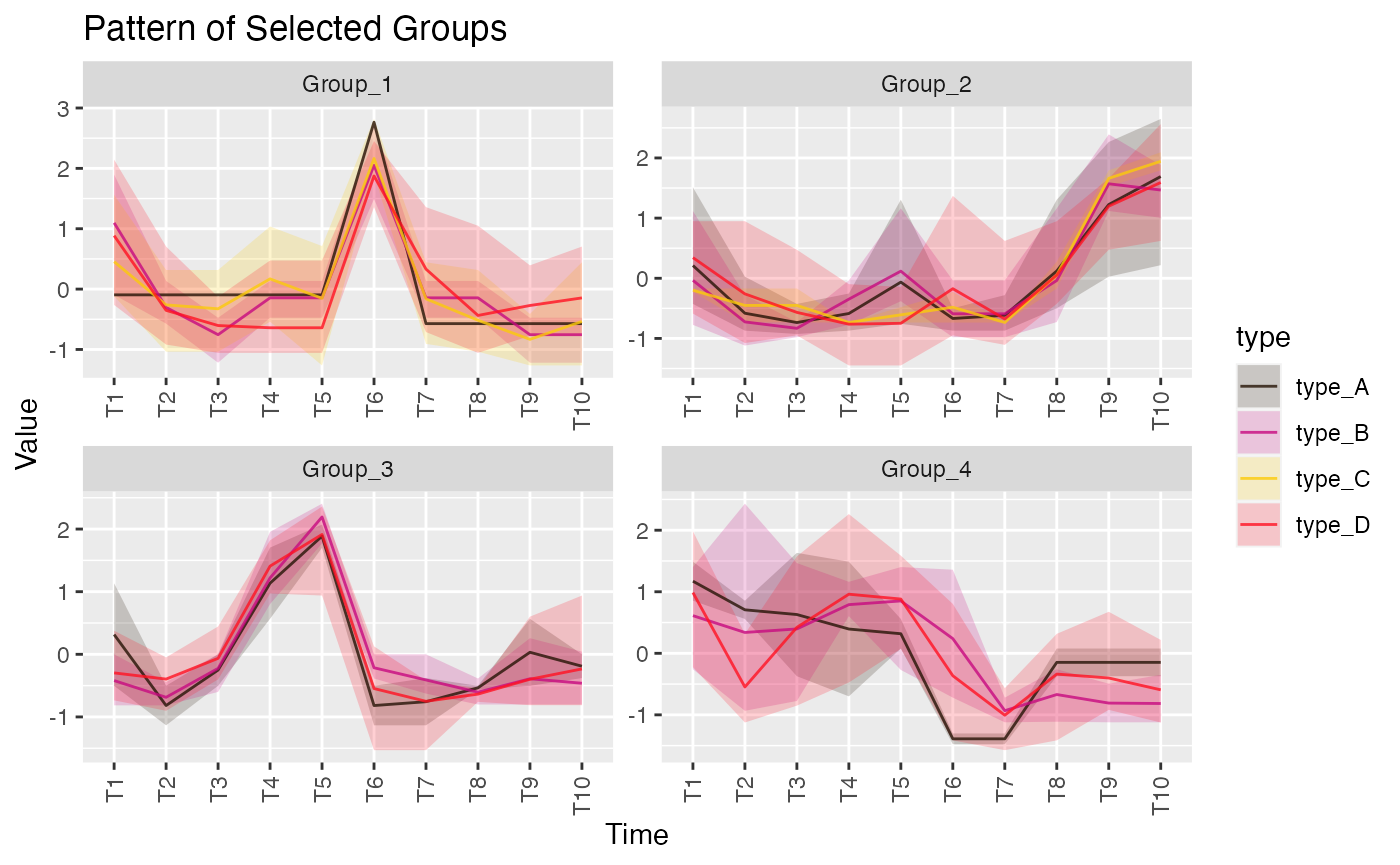 Pattern of Selected Groups
Group_1
3
2
1
0
-1
T1 T2 T3 T4 T5 T6 T7 T8 T9 T10
Group_2
2
1
0
-1
T1 T2 T3 T4 T5 T6 T7 T8 T9 T10
Value
Group_3
2
1
0
-1
T1 T2 T3 T4 T5 T6 T7 T8 T9 T10
Group_4
2
1
0
-1
T1 T2 T3 T4 T5 T6 T7 T8 T9 T10
Time
type
type_A
type_B
type_C
type_D